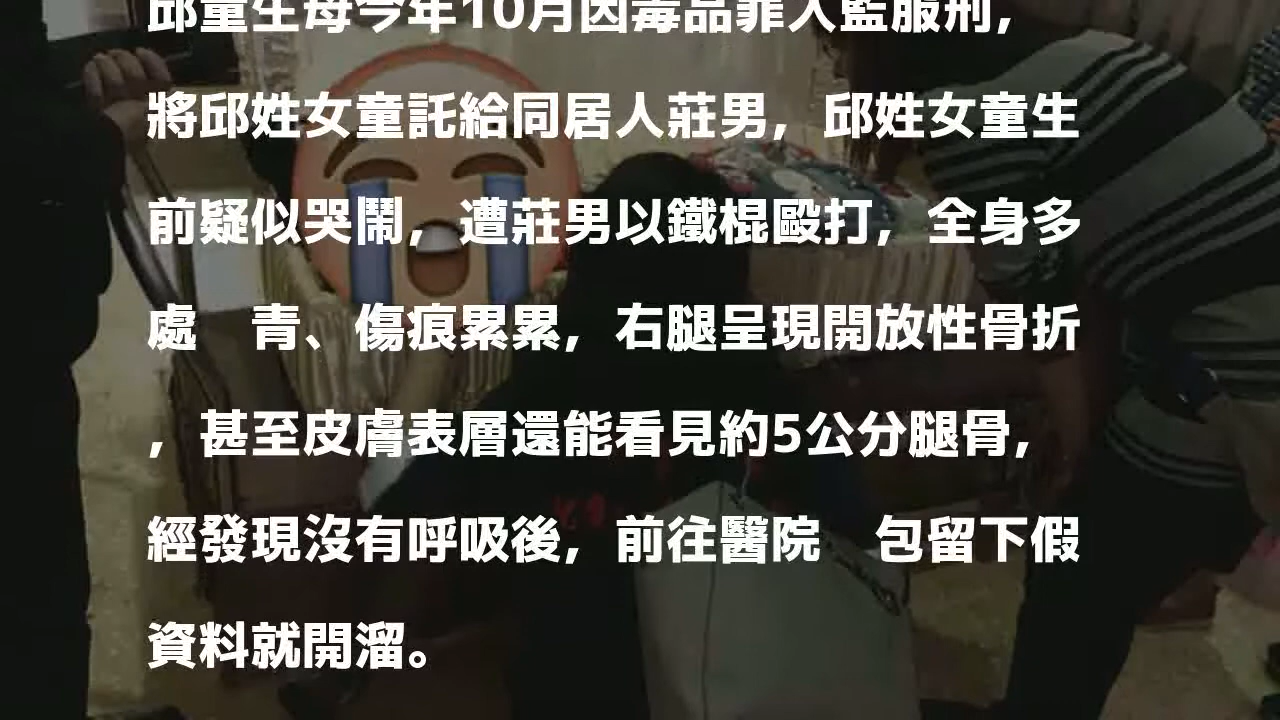 邱童生母今年10月因毒品罪入監服刑，
將邱姓女童託給同居人莊男，邱姓女童生
前疑似哭鬧，遭莊男以鐵棍毆打，全身多
處　青、傷痕累累，右腿呈現開放性骨折
，甚至皮膚表層還能看見約5公分腿骨，
經發現沒有呼吸後，前往醫院　包留下假
資料就開溜。